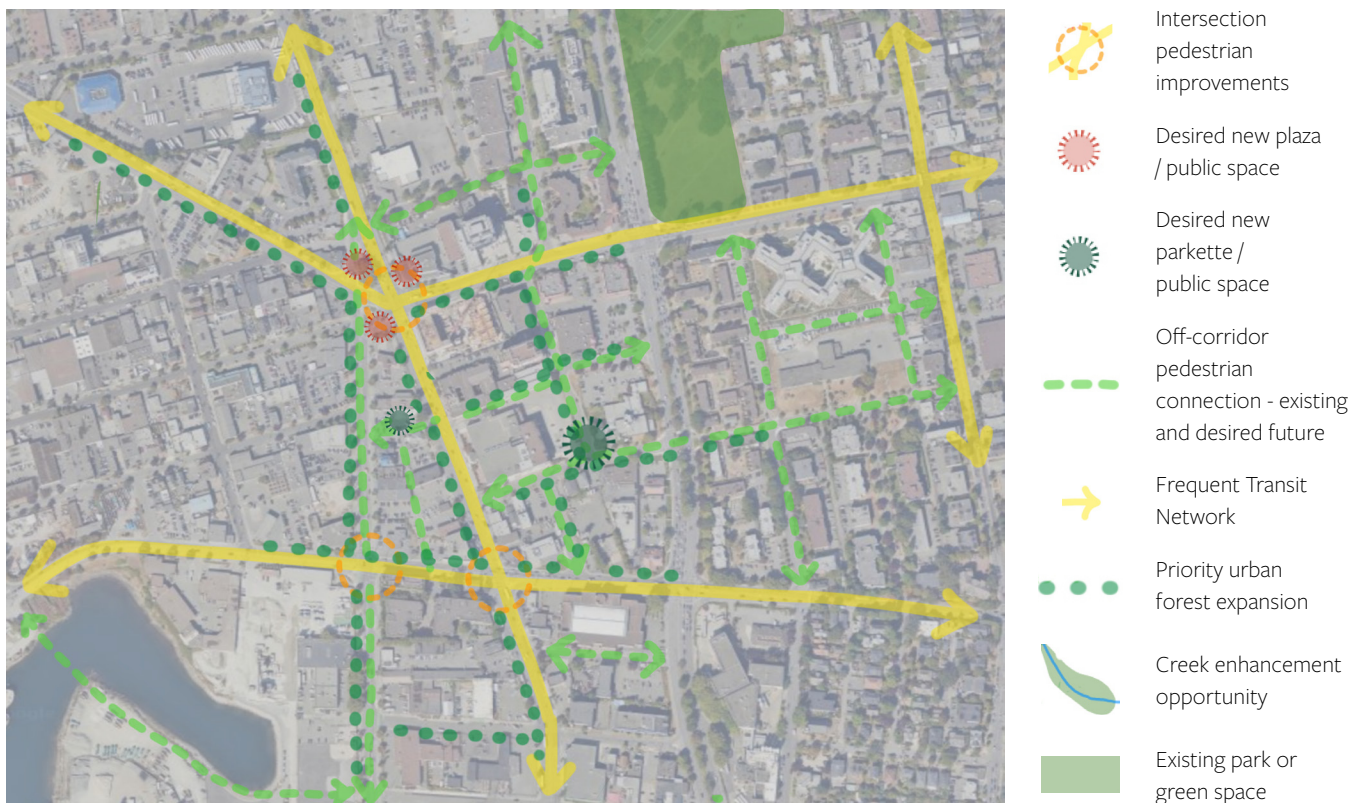 Intersection
pedestrian
improvements
Desired new plaza
/ public space
Desired new
parkette /
public space
Off-corridor
pedestrian
connection - existing
and desired future
Frequent Transit
Network
Priority urban
forest expansion
Creek enhancement
opportunity
Existing park or
green space